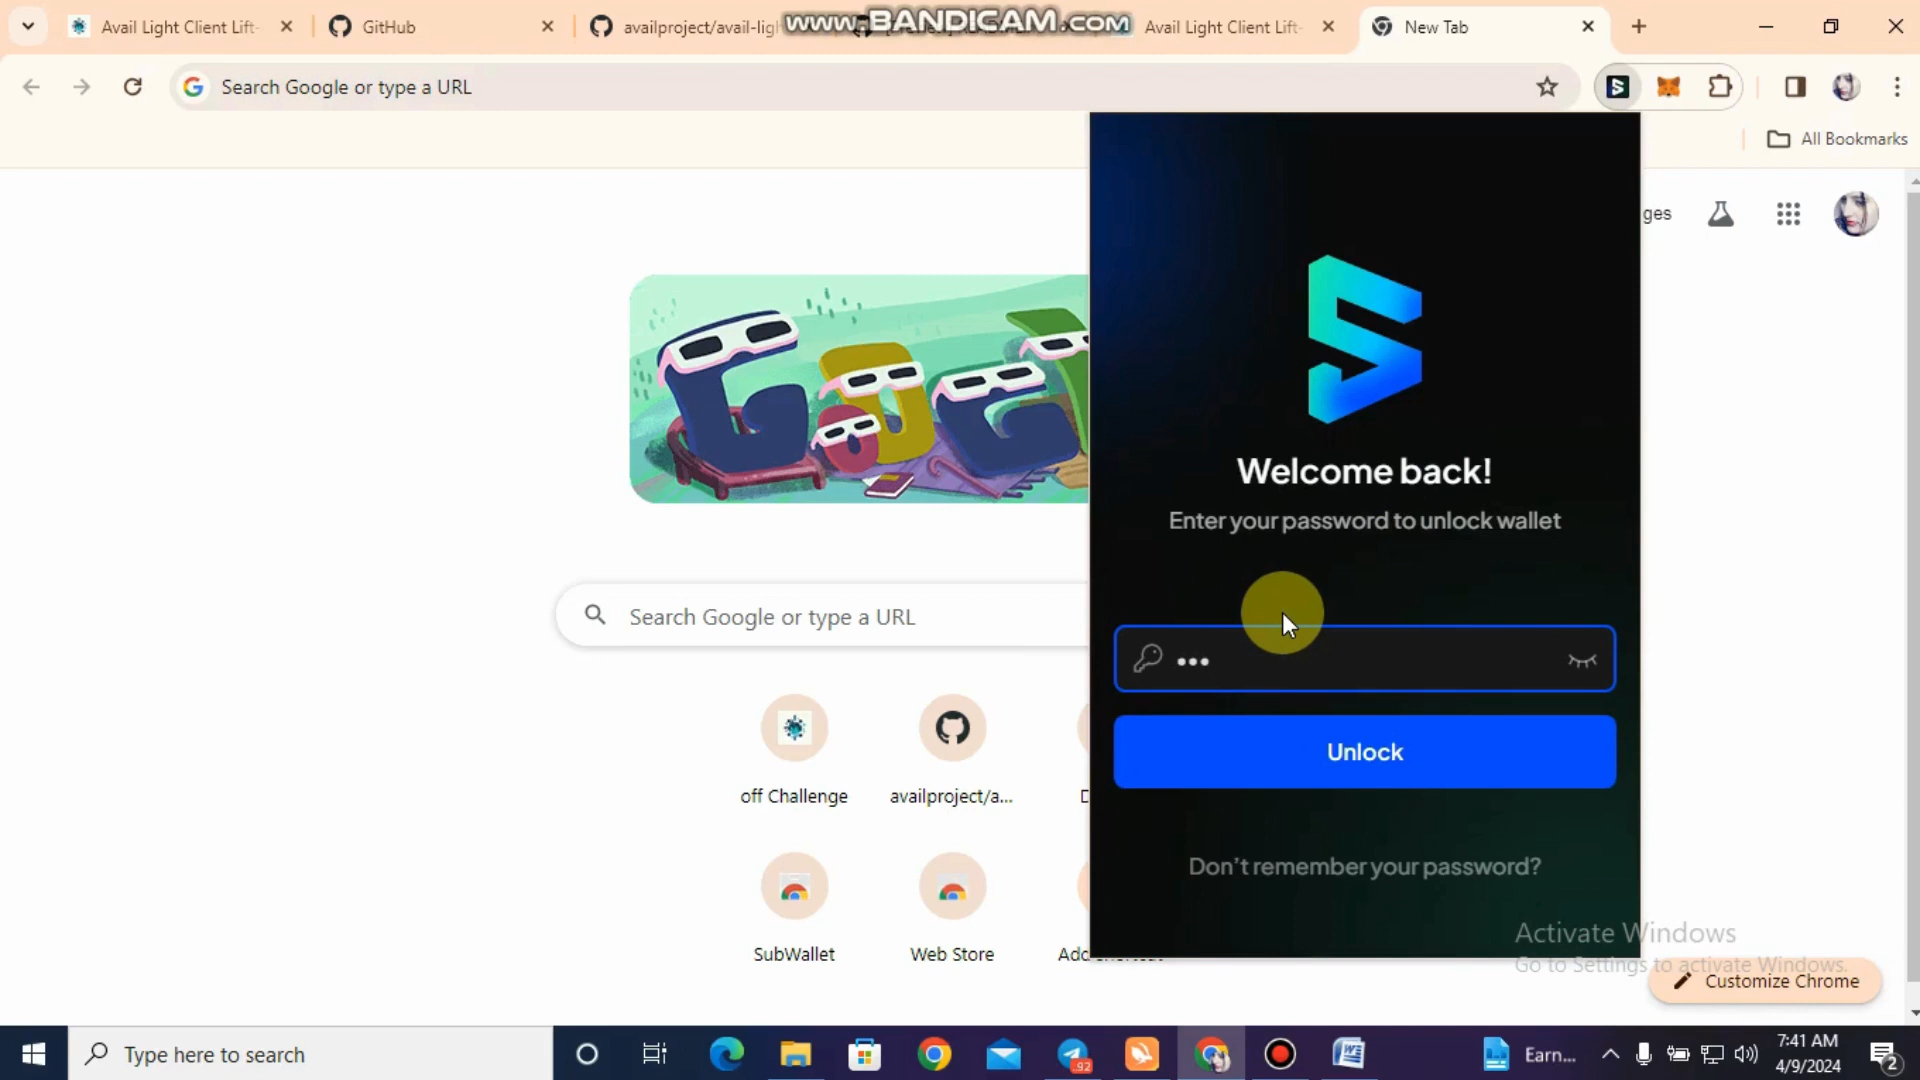 Avail Light Client Lift-
GitHub
availproject/avail-ligh
www.BANDICAM.com
Avail Light Client Lift-
New Tab
Search Google or type a URL
All Bookmarks
ges
Welcome back!
Enter your password to unlock wallet
Search Google or type a URL
Unlock
off Challenge
availproject/a...
Don't remember your password?
SubWallet
Web Store
Activate Windows
Go to Settings to activate Windows.
Customize Chrome
Type here to search
92
Earn...
7:41 AM
4/9/2024
2